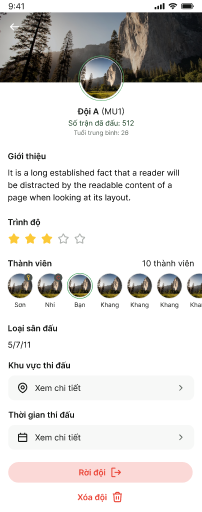 9:41
Đội A (MU1)
Số trận đã đấu: 512
Tuổi trung bình: 26
Giới thiệu
It is a long established fact that a reader will
be distracted by the readable content of a
page when looking at its layout.
Trình độ
Thành viên 10 thành viên
Sơn Nhi Bạn Khang Khang Khang Khang
Loại sân đấu
5/7/11
Khu vực thi đấu
Xem chi tiết
Thời gian thi đấu
Xem chi tiết
Rời đội
Xóa đội